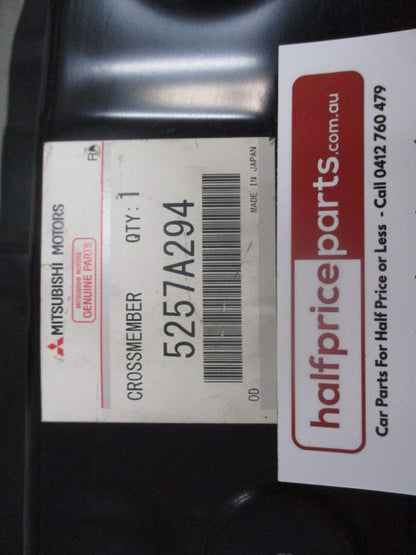 MITSUBISHI MOTORS
MITSUBISHI MOTORS
GENUINE PARTS
CROSSMEMBER QTY: 1
5257A294
OD
MADE IN JAPAN
halfpriceparts.com.au
Car Parts For Half Price or Less - Call 0412 760 479